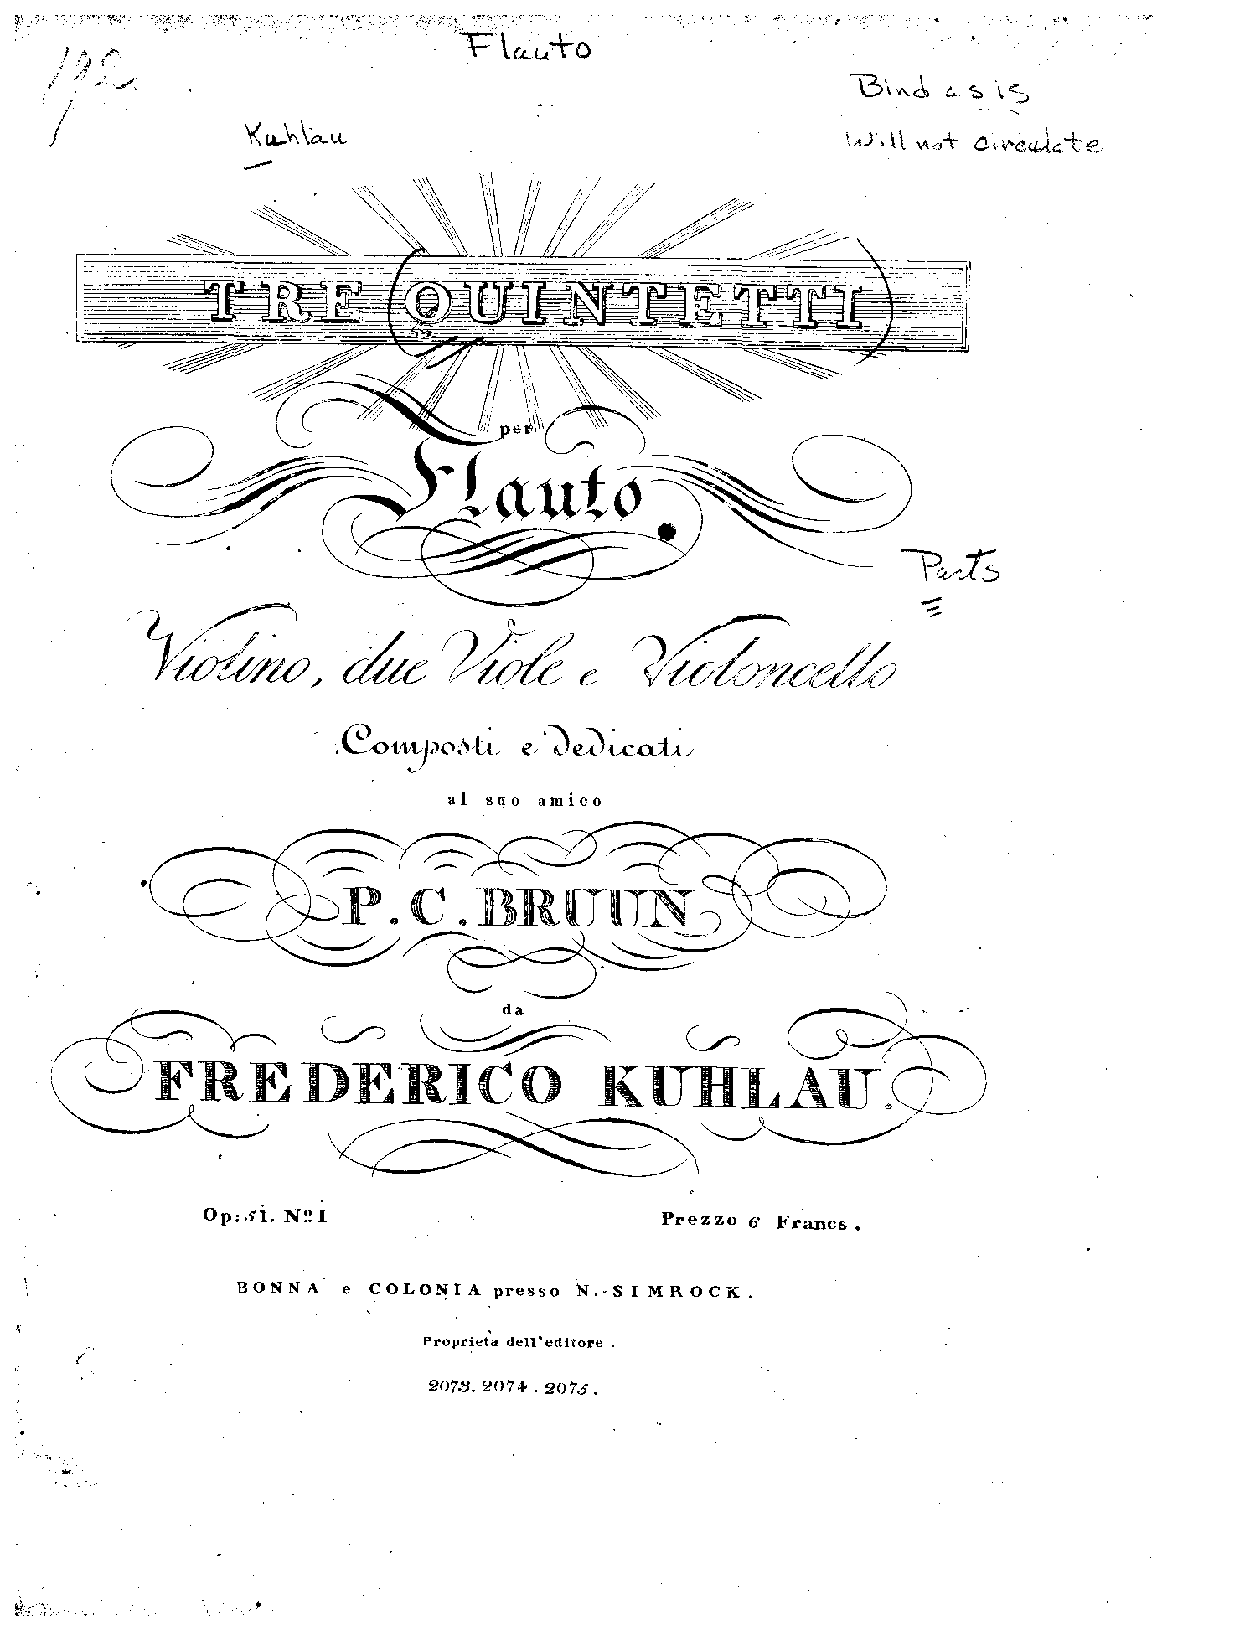 Flauto
192.
Bind as is
Kuhlau
Will not circulate
TRE QUINTETTI
per
Flauto.
Parts
Violino, due Viole e Violoncello
Composti e dedicati
al suo amico
P. C. BRUUN
da
FREDERICO KUHLAU.
Op: 51. Nº I
Prezzo 6 Francs.
BONNA e COLONIA presso N. SIMROCK.
Proprietà dell'editore.
2073. 2074. 2075.